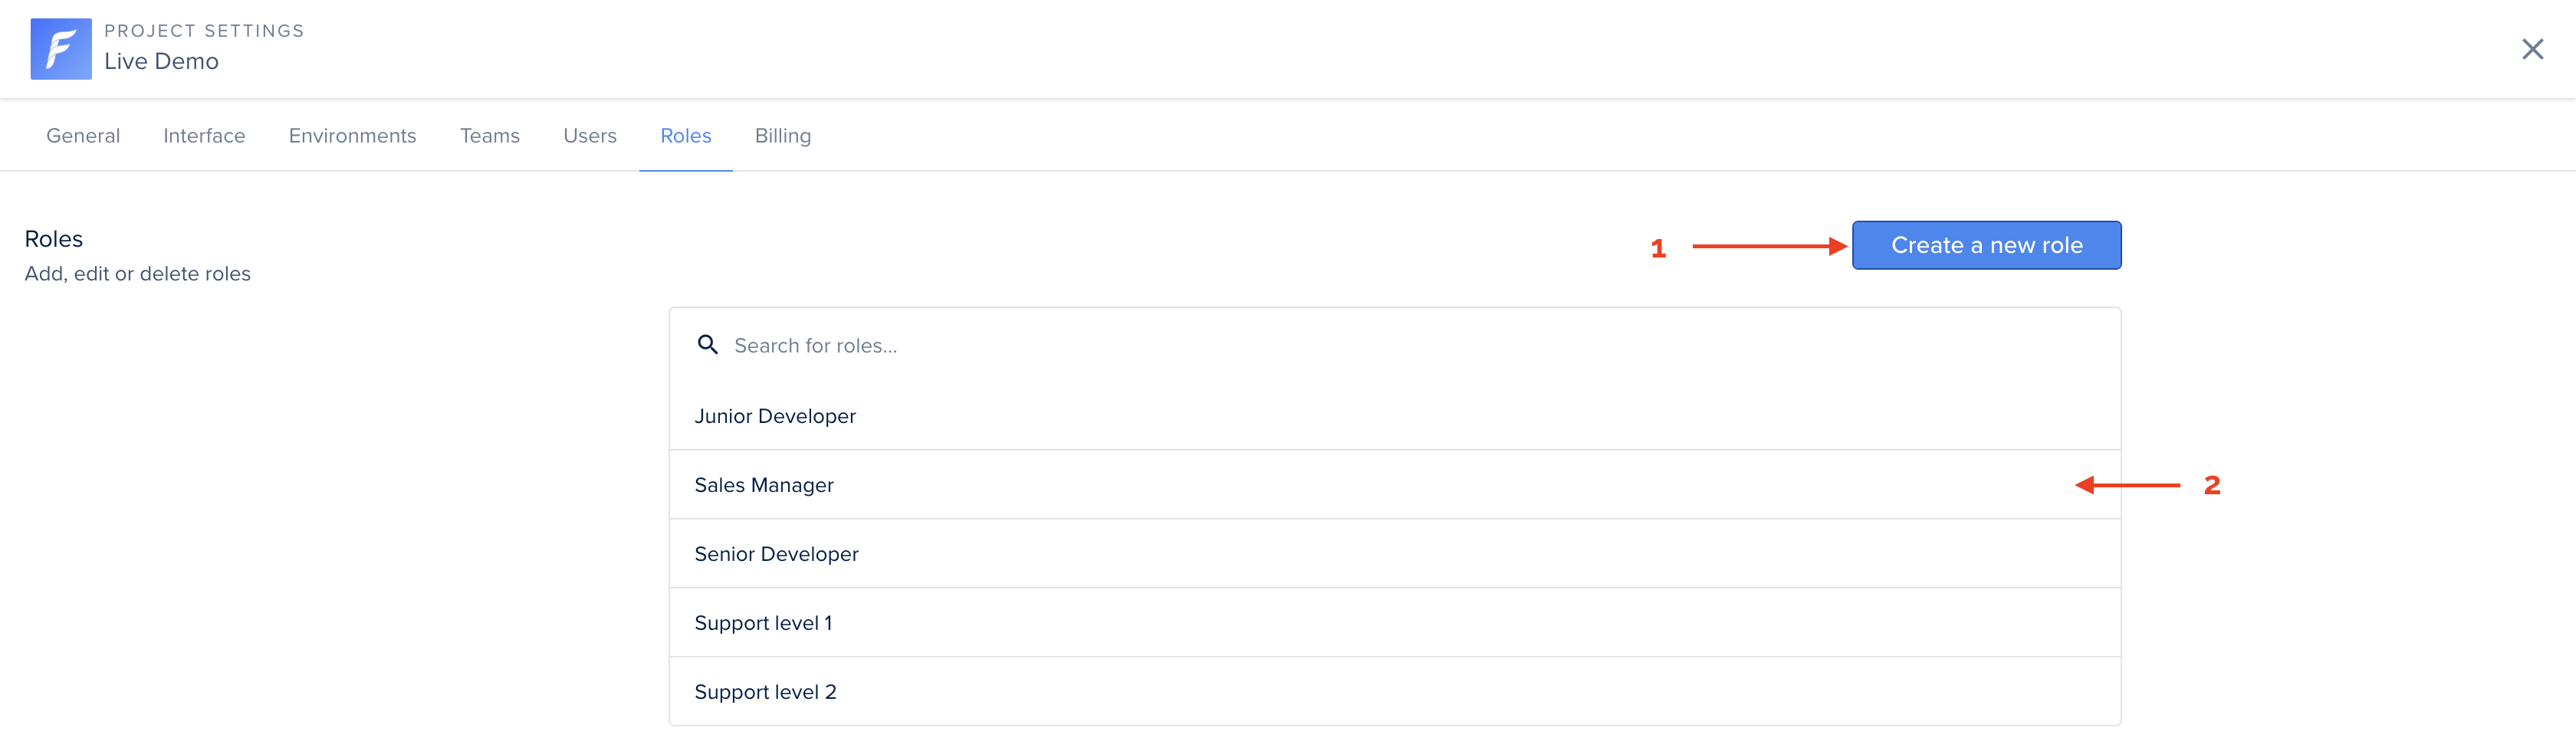 PROJECT SETTINGS
Live Demo
General Interface Environments Teams Users Roles Billing
Roles
Add, edit or delete roles
1 Create a new role
Search for roles...
Junior Developer
Sales Manager 2
Senior Developer
Support level 1
Support level 2